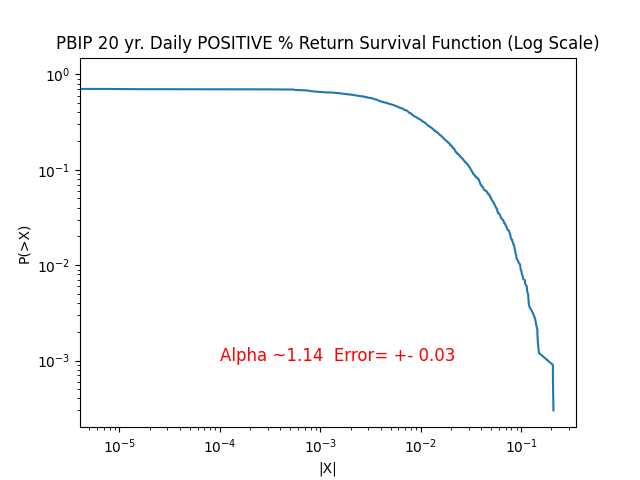 PBIP 20 yr. Daily POSITIVE % Return Survival Function (Log Scale)
10⁰
10⁻¹
10⁻²
10⁻³
P(>X)
Alpha ~1.14  Error= +- 0.03
10⁻⁵ 10⁻⁴ 10⁻³ 10⁻² 10⁻¹
|X|